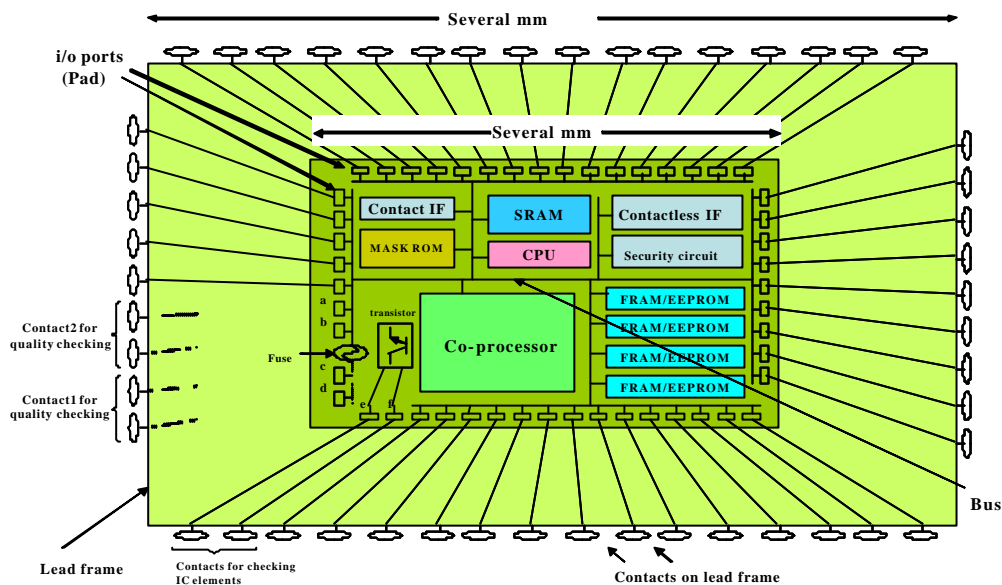 Several mm
i/o ports
(Pad)
Several mm
Contact IF
SRAM
Contactless IF
MASK ROM
CPU
Security circuit
a
b
transistor
FRAM/EEPROM
FRAM/EEPROM
FRAM/EEPROM
FRAM/EEPROM
Co-processor
Contact2 for
quality checking
Fuse
c
d
e
f
Contact1 for
quality checking
Bus
Lead frame
Contacts for checking
IC elements
Contacts on lead frame